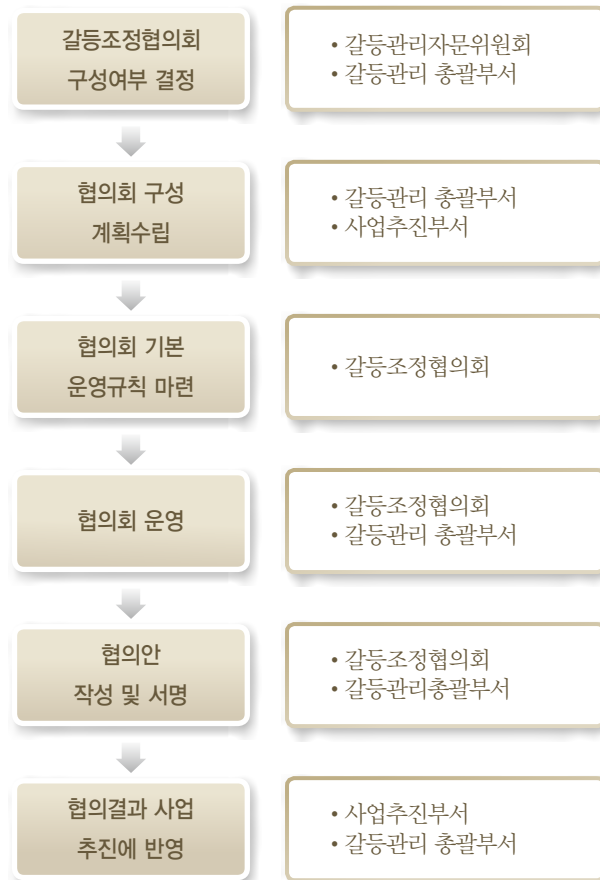 갈등조정협의회
구성여부 결정
• 갈등관리자문위원회
• 갈등관리 총괄부서
협의회 구성
계획수립
• 갈등관리 총괄부서
• 사업추진부서
협의회 기본
운영규칙 마련
• 갈등조정협의회
협의회 운영
• 갈등조정협의회
• 갈등관리 총괄부서
협의안
작성 및 서명
• 갈등조정협의회
• 갈등관리총괄부서
협의결과 사업
추진에 반영
• 사업추진부서
• 갈등관리 총괄부서